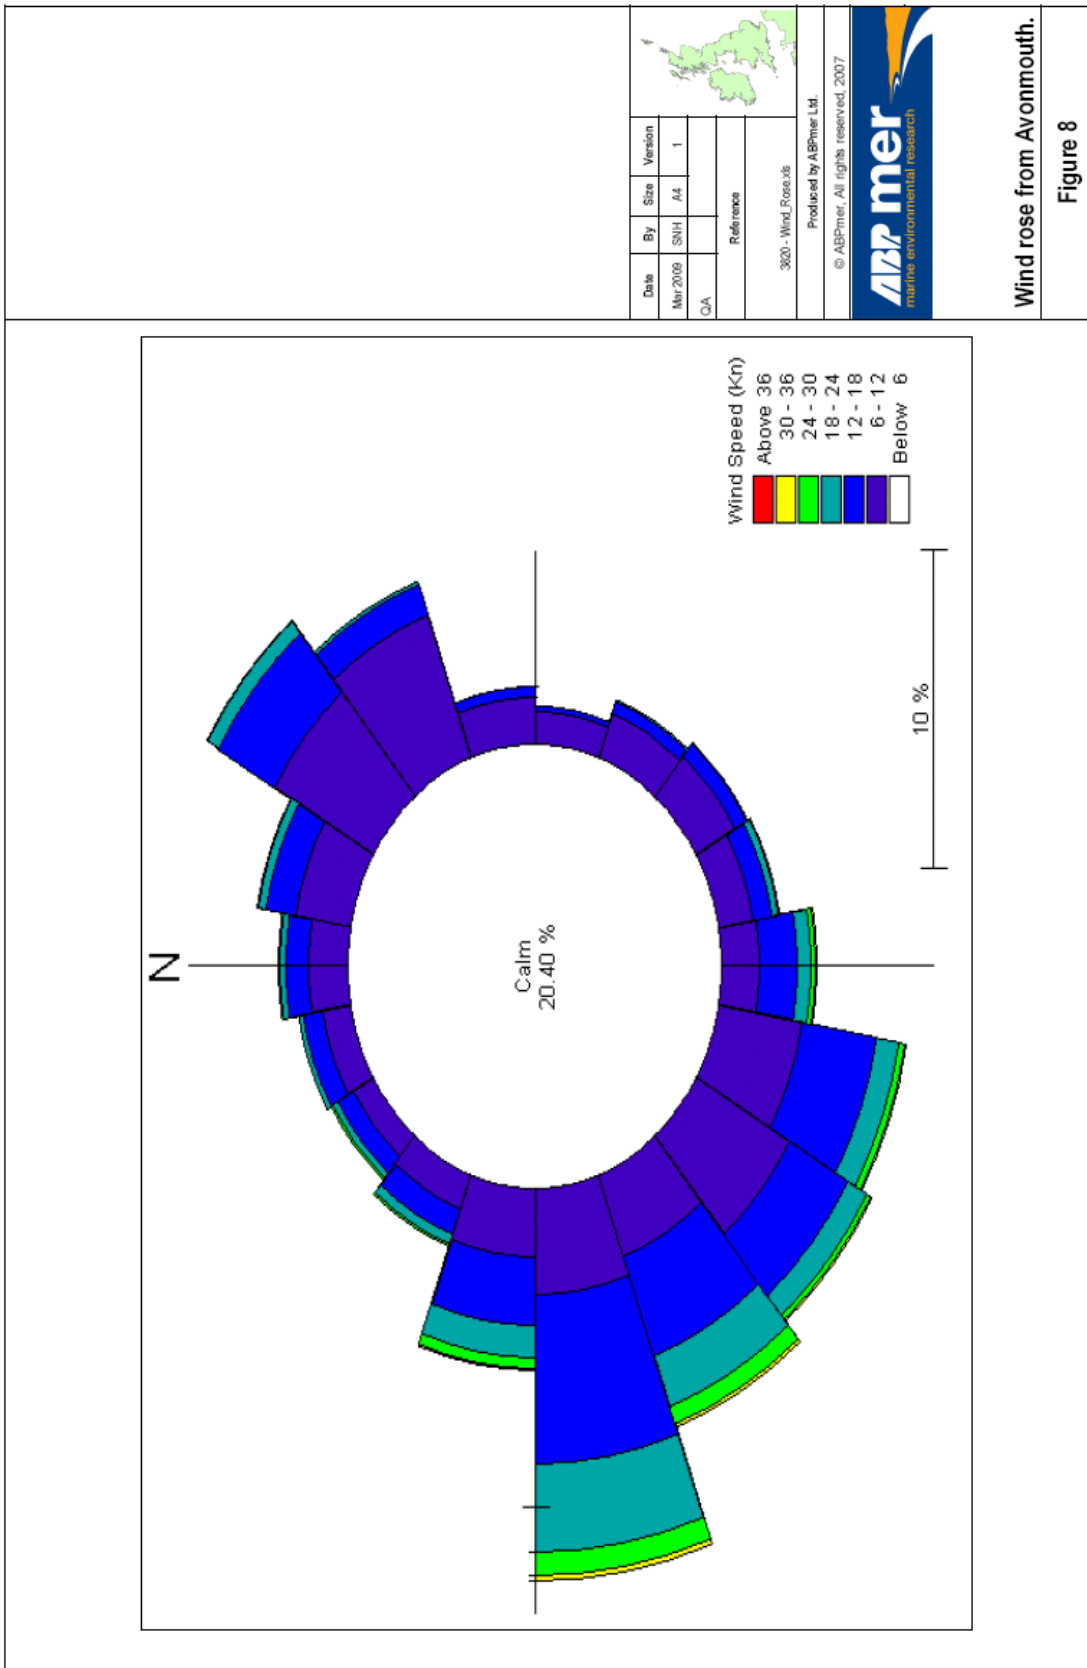 N
Calm
20.40 %
10 %
Wind Speed (Kn)
Above 36
30 - 36
24 - 30
18 - 24
12 - 18
6 - 12
Below 6
Date By Size Version
Mar 2009 SNH A4 1
QA
Reference
3620 - Wind_Rose.xls
Produced by ABPmer Ltd.
© ABPmer, All rights reserved, 2007
ABP mer
marine environmental research
Wind rose from Avonmouth.
Figure 8